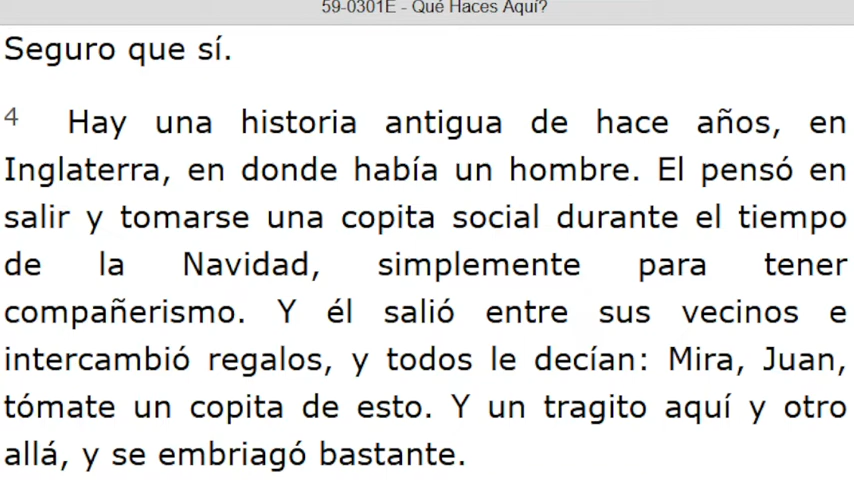 59-0301E - Qué Haces Aquí?
Seguro que sí.
4 Hay una historia antigua de hace años, en
Inglaterra, en donde había un hombre. El pensó en
salir y tomarse una copita social durante el tiempo
de la Navidad, simplemente para tener
compañerismo. Y él salió entre sus vecinos e
intercambió regalos, y todos le decían: Mira, Juan,
tómate un copita de esto. Y un tragito aquí y otro
allá, y se embriagó bastante.